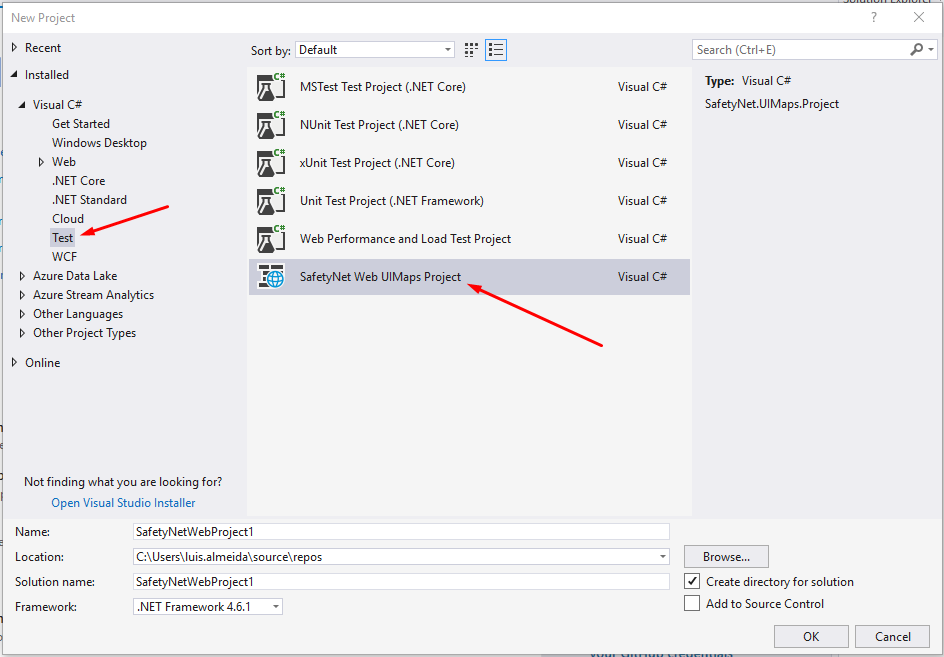 Solution Explorer
New Project
?
Recent
Installed
Visual C#
Get Started
Windows Desktop
Web
.NET Core
.NET Standard
Cloud
Test
WCF
Azure Data Lake
Azure Stream Analytics
Other Languages
Other Project Types
Online
Not finding what you are looking for?
Open Visual Studio Installer
Sort by: Default
C# MSTest Test Project (.NET Core) Visual C#
C# NUnit Test Project (.NET Core) Visual C#
C# xUnit Test Project (.NET Core) Visual C#
C# Unit Test Project (.NET Framework) Visual C#
C# Web Performance and Load Test Project Visual C#
SafetyNet Web UIMaps Project Visual C#
Search (Ctrl+E)
Type: Visual C#
SafetyNet.UIMaps.Project
Name: SafetyNetWebProject1
Location: C:\Users\luis.almeida\source\repos
Browse...
Solution name: SafetyNetWebProject1
Create directory for solution
Framework: .NET Framework 4.6.1
Add to Source Control
OK
Cancel
your GitHub credentials